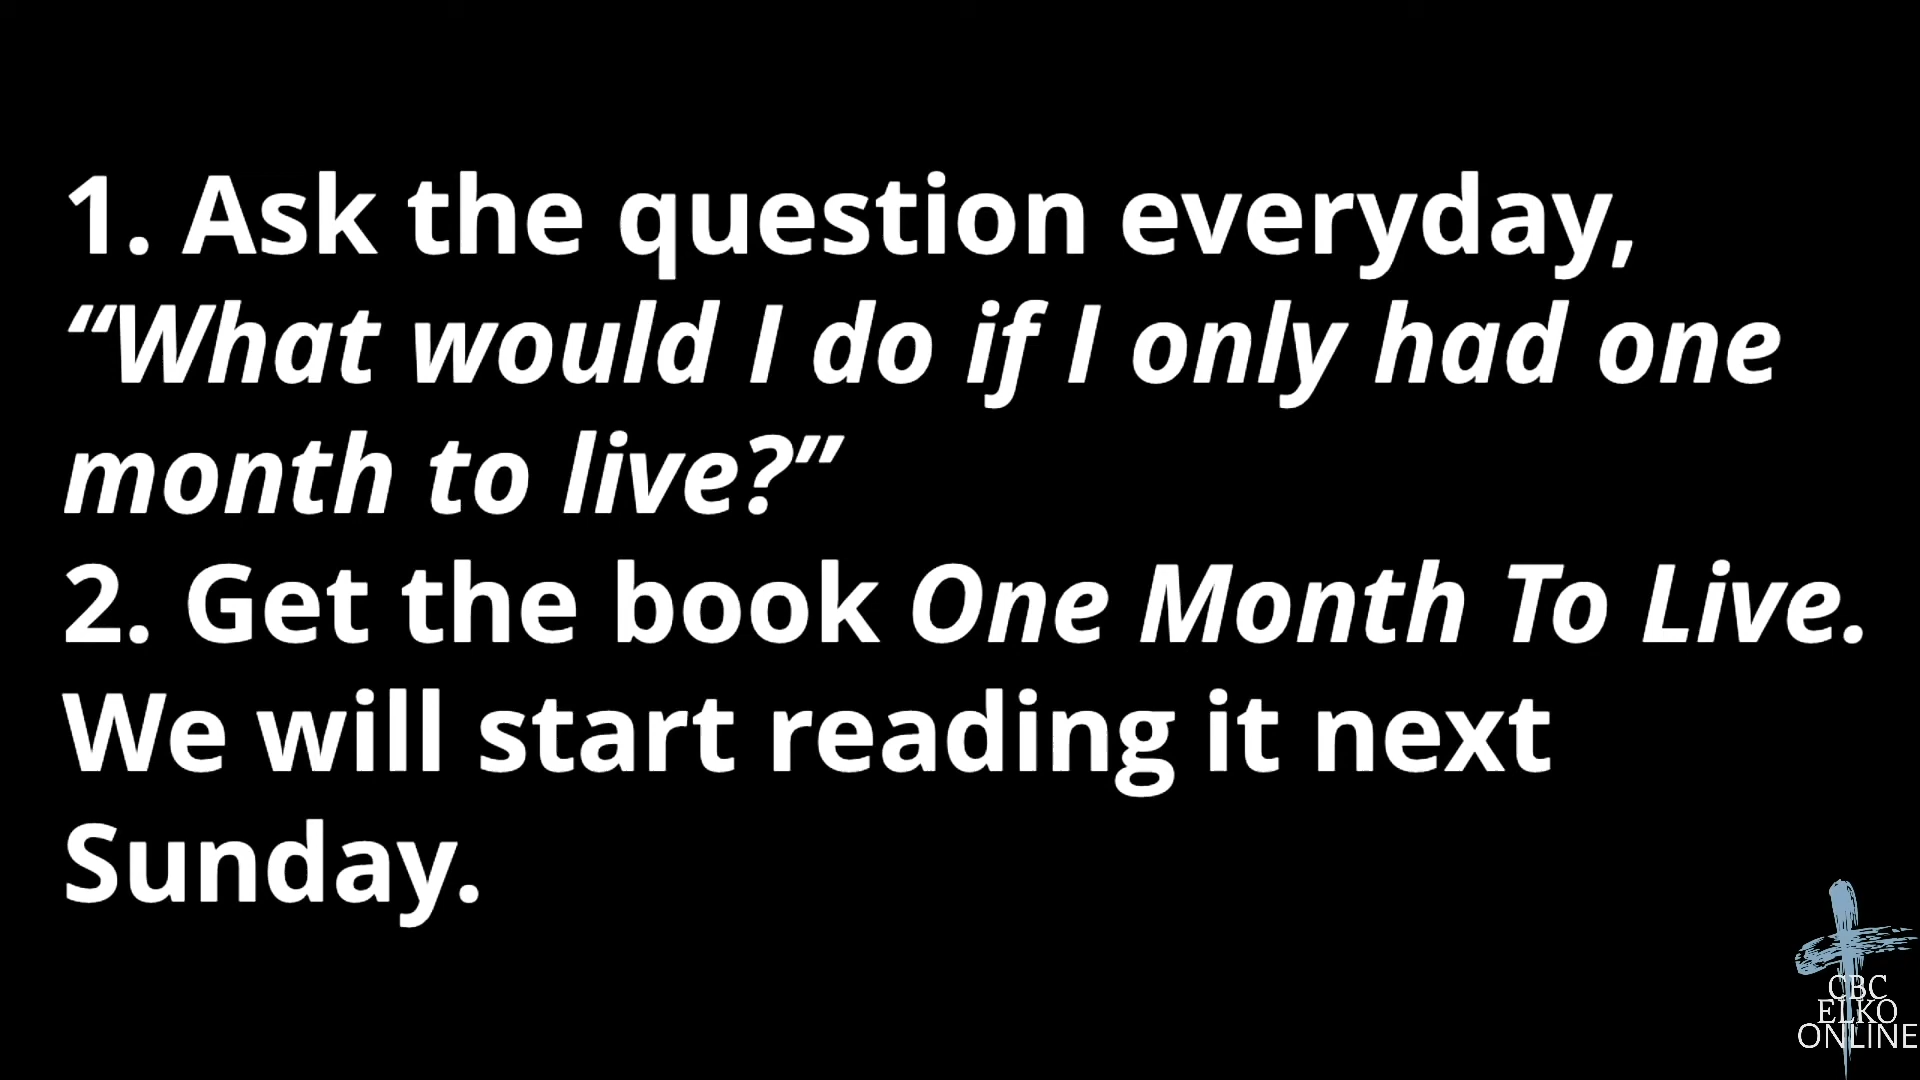 1. Ask the question everyday,
“What would I do if I only had one
month to live?”
2. Get the book One Month To Live.
We will start reading it next
Sunday.
CBC
ELKO
ONLINE